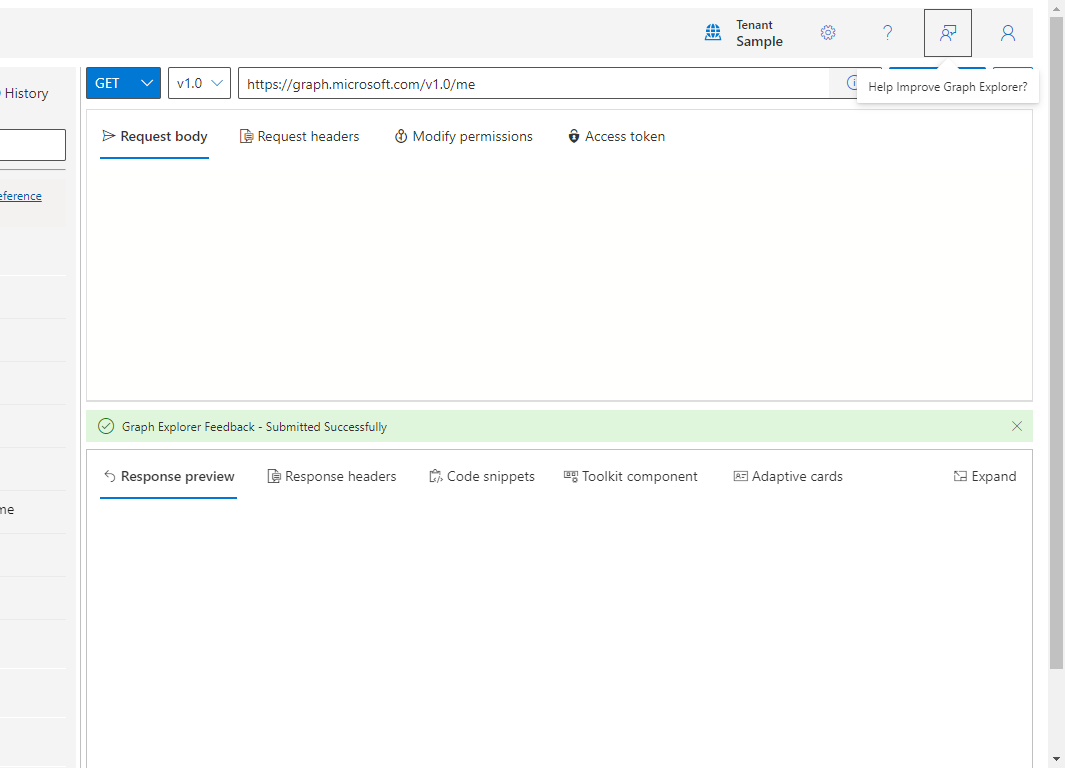 Tenant
Sample
?
History
GET
v1.0
https://graph.microsoft.com/v1.0/me
Help Improve Graph Explorer?
Request body
Request headers
Modify permissions
Access token
eference
Graph Explorer Feedback - Submitted Successfully
Response preview
Response headers
Code snippets
Toolkit component
Adaptive cards
Expand
me